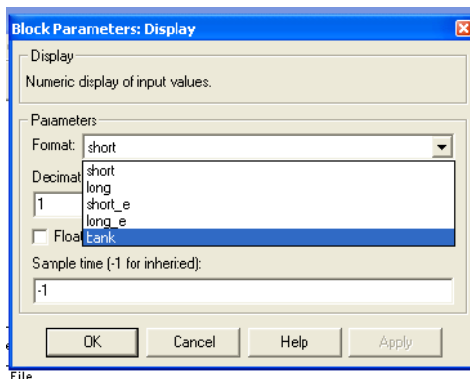 Block Parameters: Display
Display
Numeric display of input values.
Parameters
Format: short
short
Decimat
long
short_e
1
long_e
Float
bank
Sample time (-1 for inherited):
-1
OK Cancel Help Apply
File